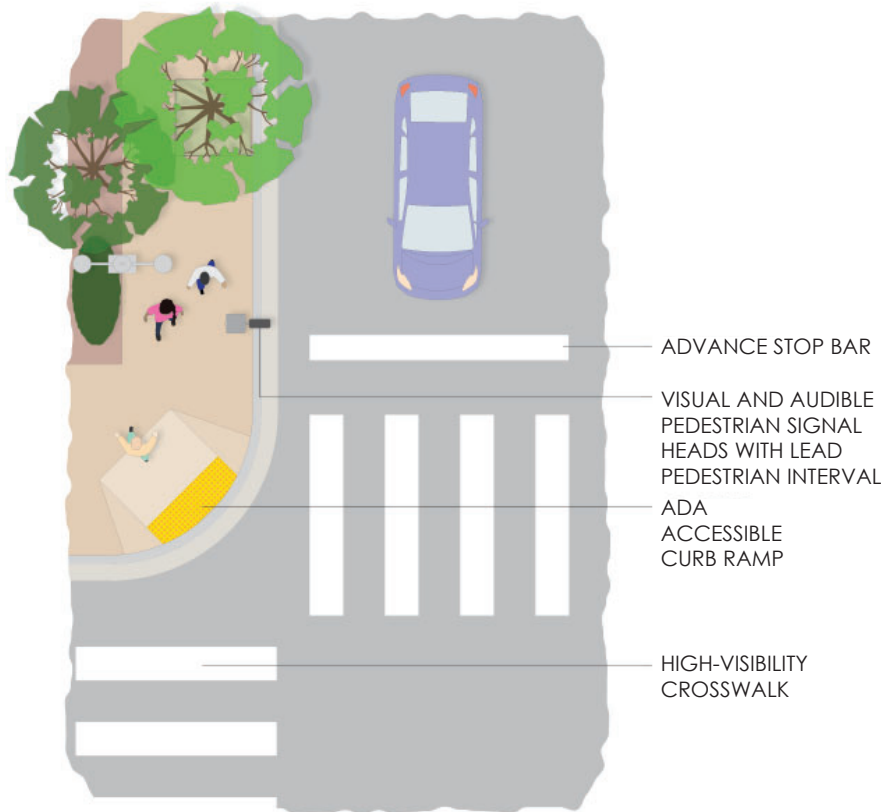 ADVANCE STOP BAR
VISUAL AND AUDIBLE
PEDESTRIAN SIGNAL
HEADS WITH LEAD
PEDESTRIAN INTERVAL
ADA
ACCESSIBLE
CURB RAMP
HIGH-VISIBILITY
CROSSWALK